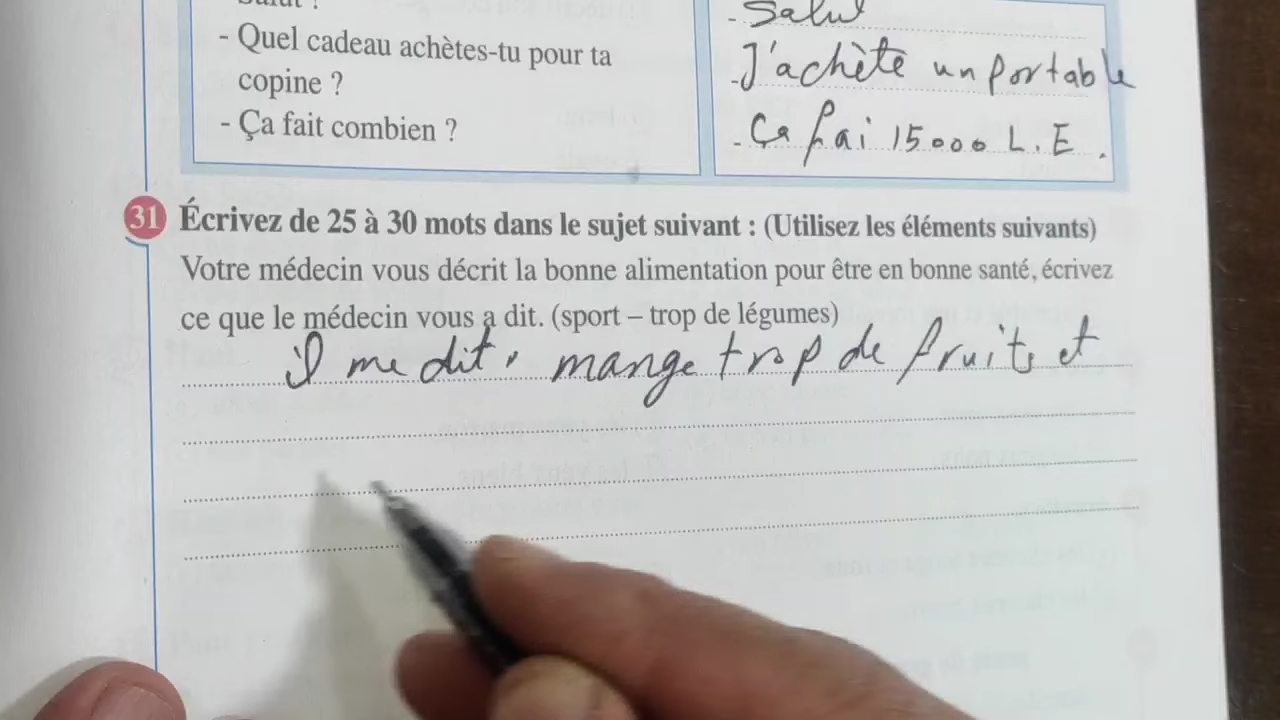 Salut !
- Quel cadeau achètes-tu pour ta
copine ?
- Ça fait combien ?
- Salut
- J'achète un portable
- Ça fai 15000 L.E.
31 Écrivez de 25 à 30 mots dans le sujet suivant : (Utilisez les éléments suivants)
Votre médecin vous décrit la bonne alimentation pour être en bonne santé, écrivez
ce que le médecin vous a dit. (sport – trop de légumes)
il me dit, mange trop de fruits et